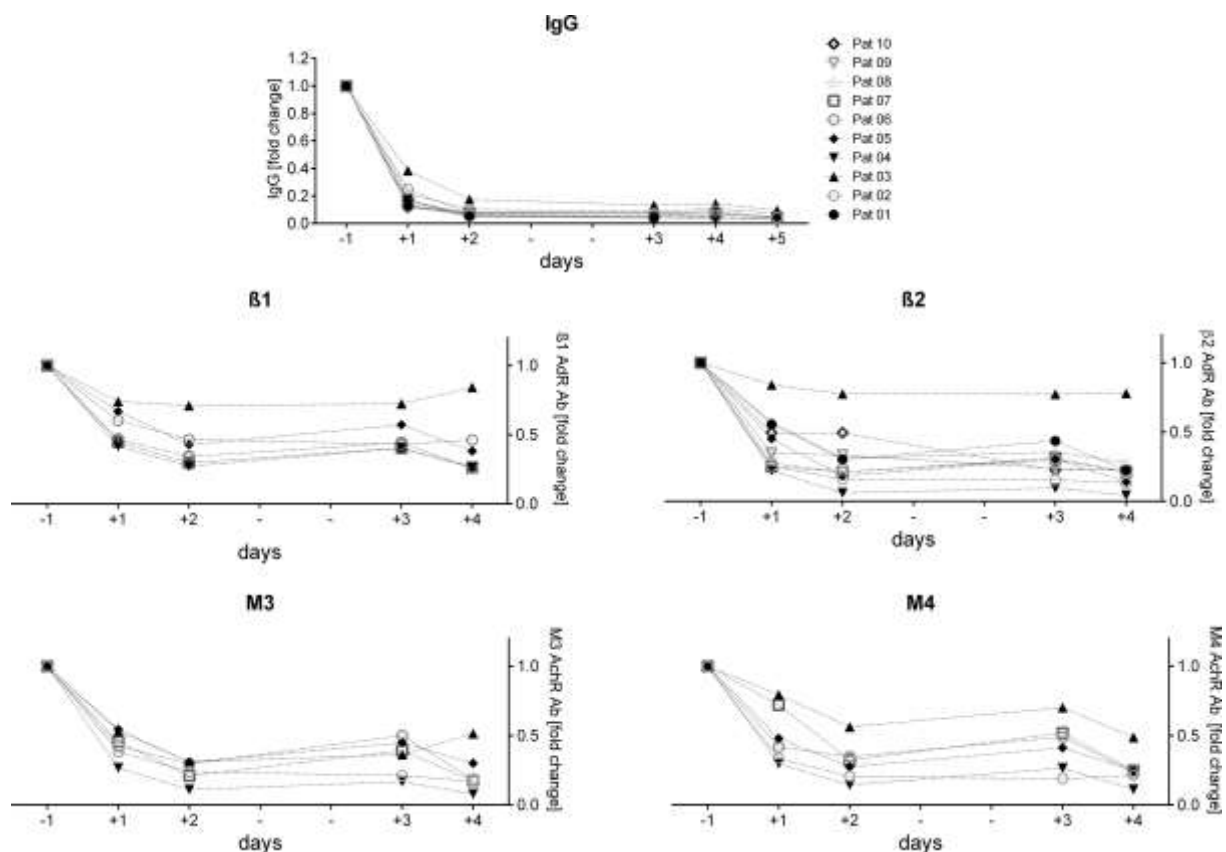 IgG
IgG [fold change]
1.2
1.0
0.8
0.6
0.4
0.2
0.0
-1 +1 +2 - - +3 +4 +5
days
Pat 10
Pat 09
Pat 08
Pat 07
Pat 06
Pat 05
Pat 04
Pat 03
Pat 02
Pat 01
ß1
ß1 AdR Ab [fold change]
1.0
0.5
0.0
-1 +1 +2 - - +3 +4
days
ß2
β2 AdR Ab [fold change]
1.0
0.5
0.0
-1 +1 +2 - - +3 +4
days
M3
M3 AchR Ab [fold change]
1.0
0.5
0.0
-1 +1 +2 - - +3 +4
days
M4
M4 AchR Ab [fold change]
1.0
0.5
0.0
-1 +1 +2 - - +3 +4
days